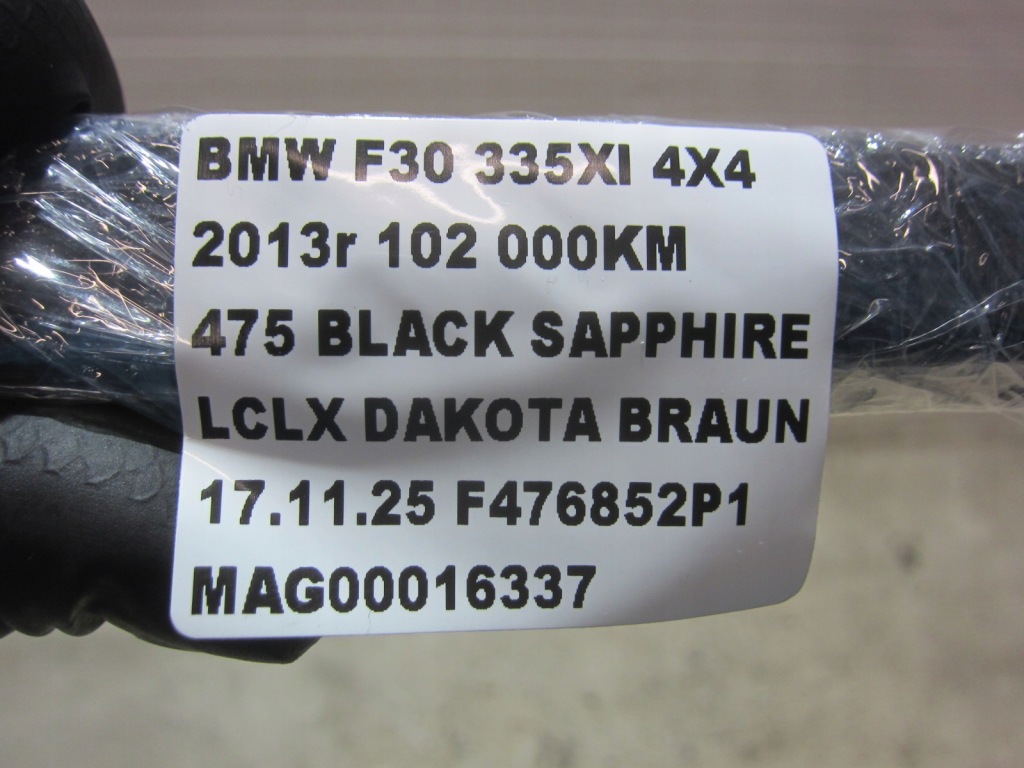 BMW F30 335XI 4X4
2013r 102 000KM
475 BLACK SAPPHIRE
LCLX DAKOTA BRAUN
17.11.25 F476852P1
MAG00016337